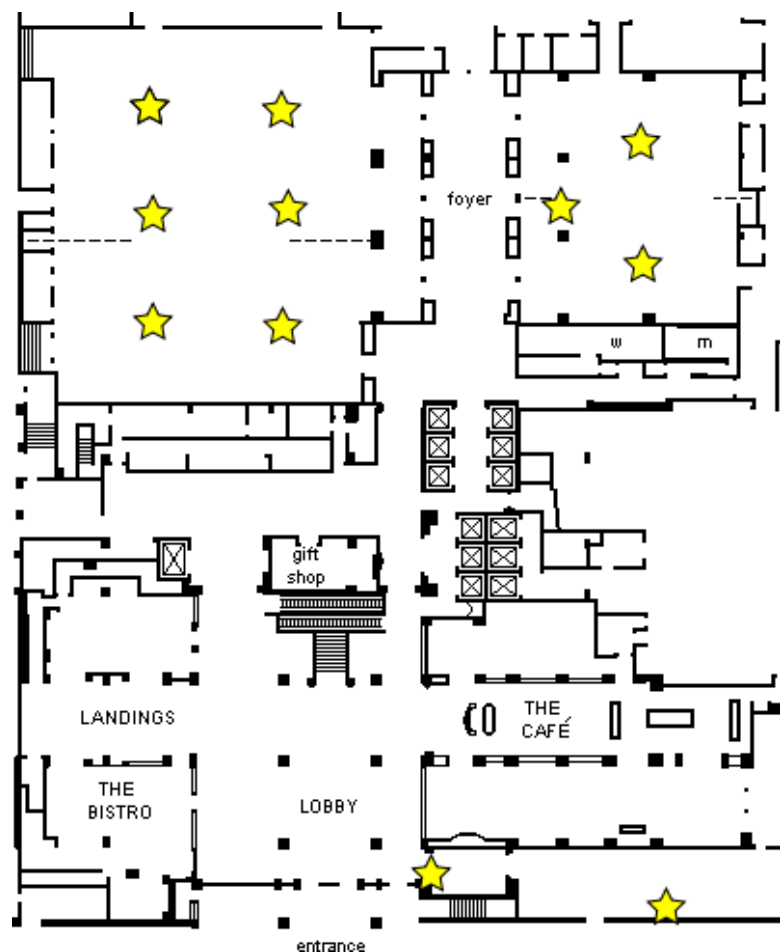 foyer
w
m
gift
shop
LANDINGS
THE
CAFÉ
THE
BISTRO
LOBBY
entrance